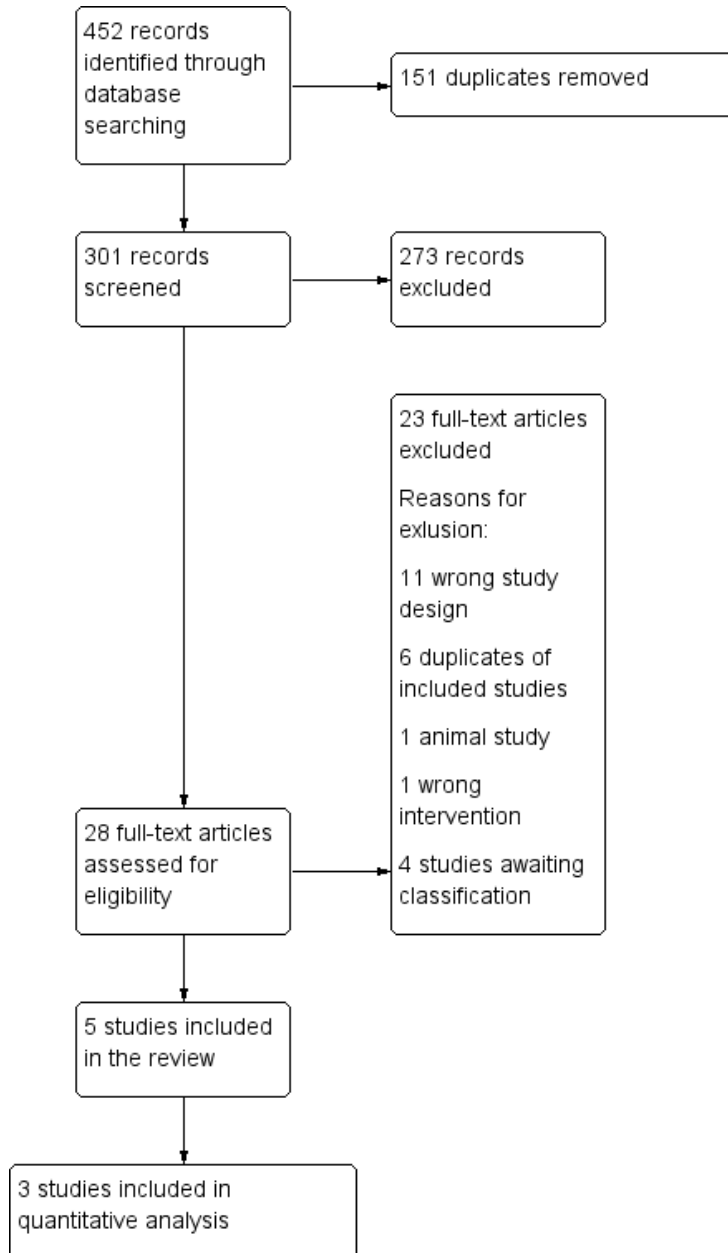 452 records
identified through
database
searching
151 duplicates removed
301 records
screened
273 records
excluded
23 full-text articles
excluded
Reasons for
exlusion:
11 wrong study
design
6 duplicates of
included studies
1 animal study
1 wrong
intervention
4 studies awaiting
classification
28 full-text articles
assessed for
eligibility
5 studies included
in the review
3 studies included in
quantitative analysis